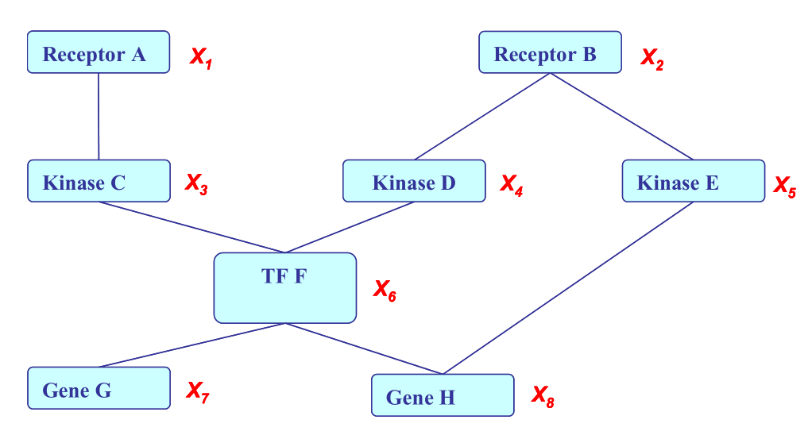 Receptor A X1
Receptor B X2
Kinase C X3
Kinase D X4
Kinase E X5
TF F X6
Gene G X7
Gene H X8